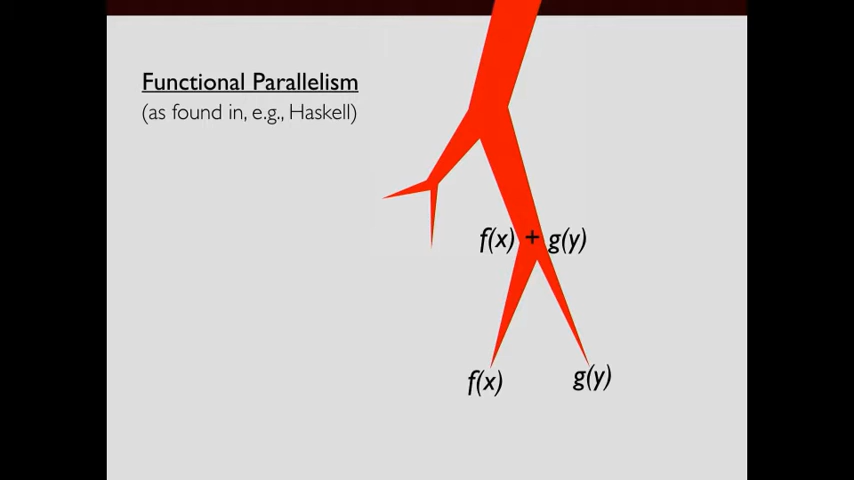 Functional Parallelism
(as found in, e.g., Haskell)
f(x) + g(y)
f(x)
g(y)